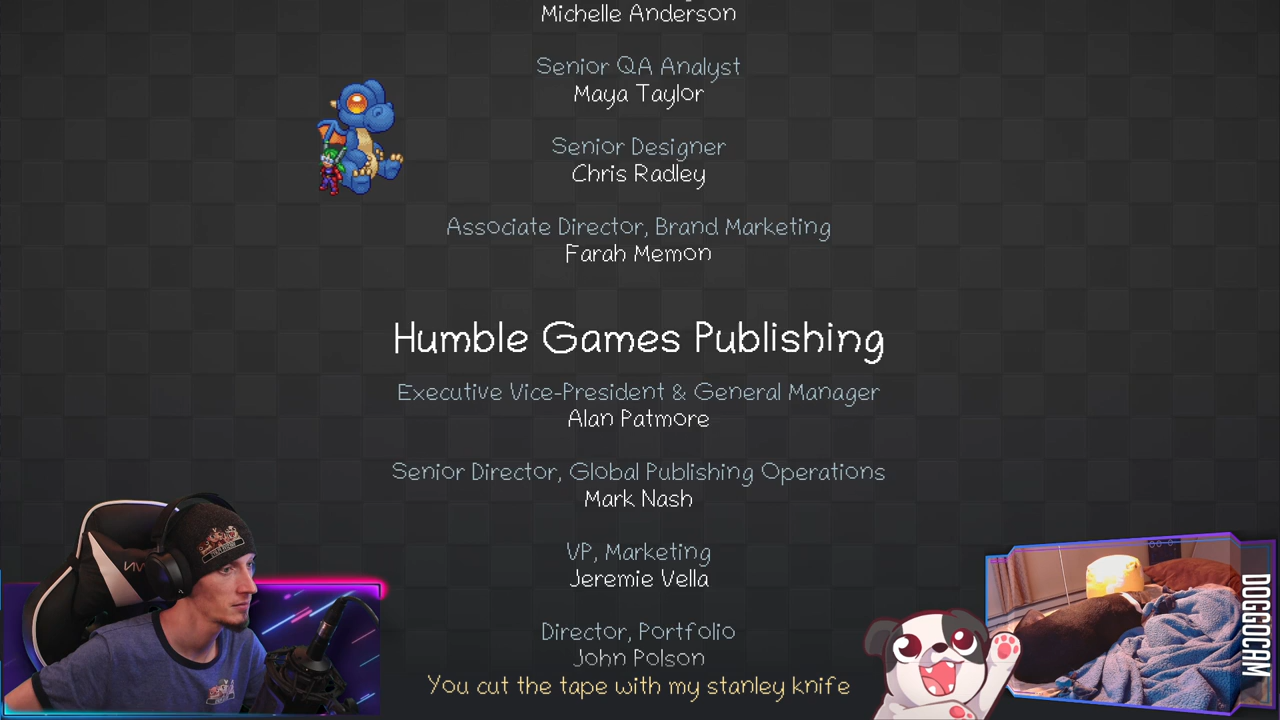 Michelle Anderson
Senior QA Analyst
Maya Taylor
Senior Designer
Chris Radley
Associate Director, Brand Marketing
Farah Memon
Humble Games Publishing
Executive Vice-President & General Manager
Alan Patmore
Senior Director, Global Publishing Operations
Mark Nash
VP, Marketing
Jeremie Vella
Director, Portfolio
John Polson
You cut the tape with my stanley knife
DOGGOCAM